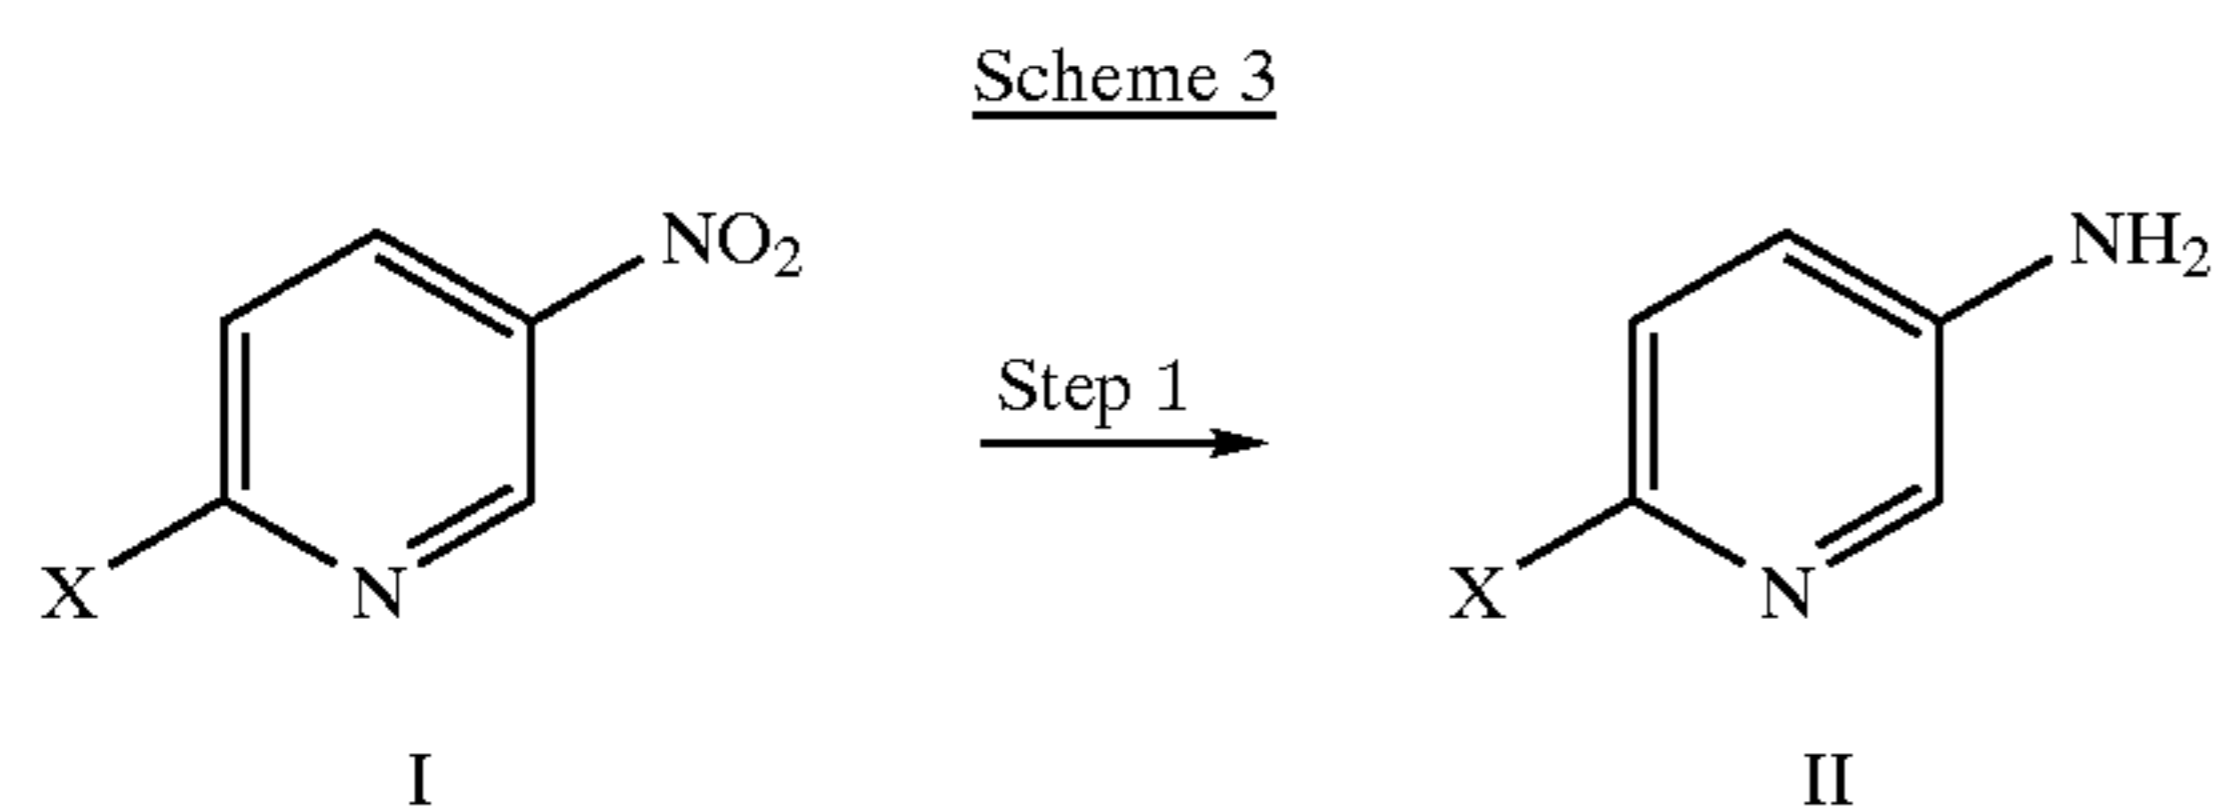 Scheme 3
NO₂
NH₂
Step 1
X
N
X
N
I
II